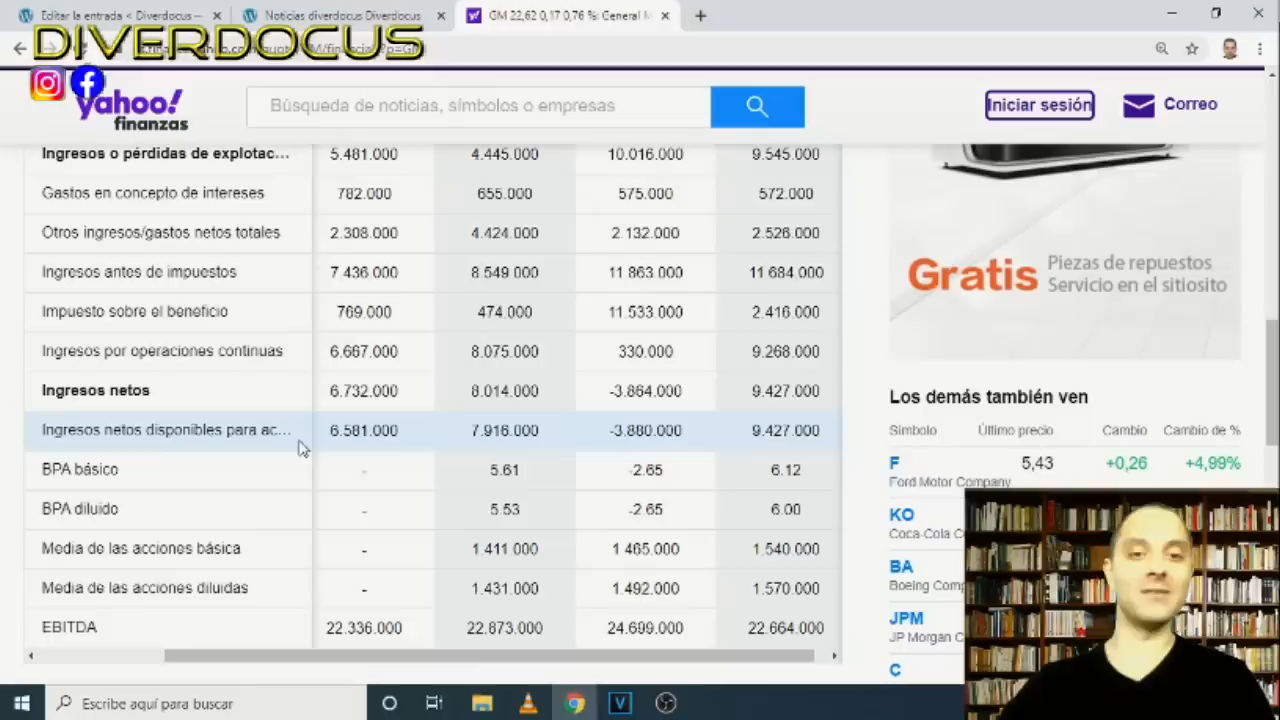 Editar la entrada < Diverdocus —
Noticias diverdocus Diverdocus
GM 22,62 0,17 0,76 %: General M
DIVERDOCUS
yahoo!
finanzas
Búsqueda de noticias, símbolos o empresas
Iniciar sesión
Correo
Ingresos o pérdidas de explotac... 5.481.000 4.445.000 10.016.000 9.545.000
Gastos en concepto de intereses 782.000 655.000 575.000 572.000
Otros ingresos/gastos netos totales 2.308.000 4.424.000 2.132.000 2.526.000
Ingresos antes de impuestos 7.436.000 8.549.000 11.863.000 11.684.000
Impuesto sobre el beneficio 769.000 474.000 11.533.000 2.416.000
Ingresos por operaciones continuas 6.667.000 8.075.000 330.000 9.268.000
Ingresos netos 6.732.000 8.014.000 -3.864.000 9.427.000
Ingresos netos disponibles para ac... 6.581.000 7.916.000 -3.880.000 9.427.000
BPA básico - 5.61 -2.65 6.12
BPA diluido - 5.53 -2.65 6.00
Media de las acciones básica - 1.411.000 1.465.000 1.540.000
Media de las acciones diluidas - 1.431.000 1.492.000 1.570.000
EBITDA 22.336.000 22.873.000 24.699.000 22.664.000
Gratis
Piezas de repuestos
Servicio en el sitiosito
Los demás también ven
Símbolo Último precio Cambio Cambio de %
F 5,43 +0,26 +4,99%
Ford Motor Company
KO
Coca-Cola C
BA
Boeing Comp
JPM
JP Morgan C
C
Escribe aquí para buscar